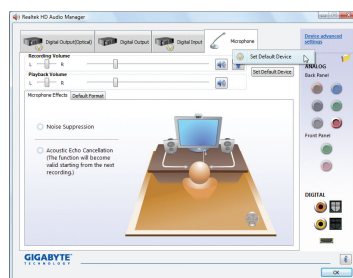 Realtek HD Audio Manager
Digital Output(Optical)
Digital Output
Digital Input
Microphone
Device advanced
settings
Recording Volume
L
R
Set Default Device
Set Default Device
Playback Volume
L
R
Microphone Effects
Default Format
Noise Suppression
Acoustic Echo Cancellation
(The function will become
valid starting from the next
recording.)
ANALOG
Back Panel
Front Panel
DIGITAL
GIGABYTE
TECHNOLOGY
i
OK